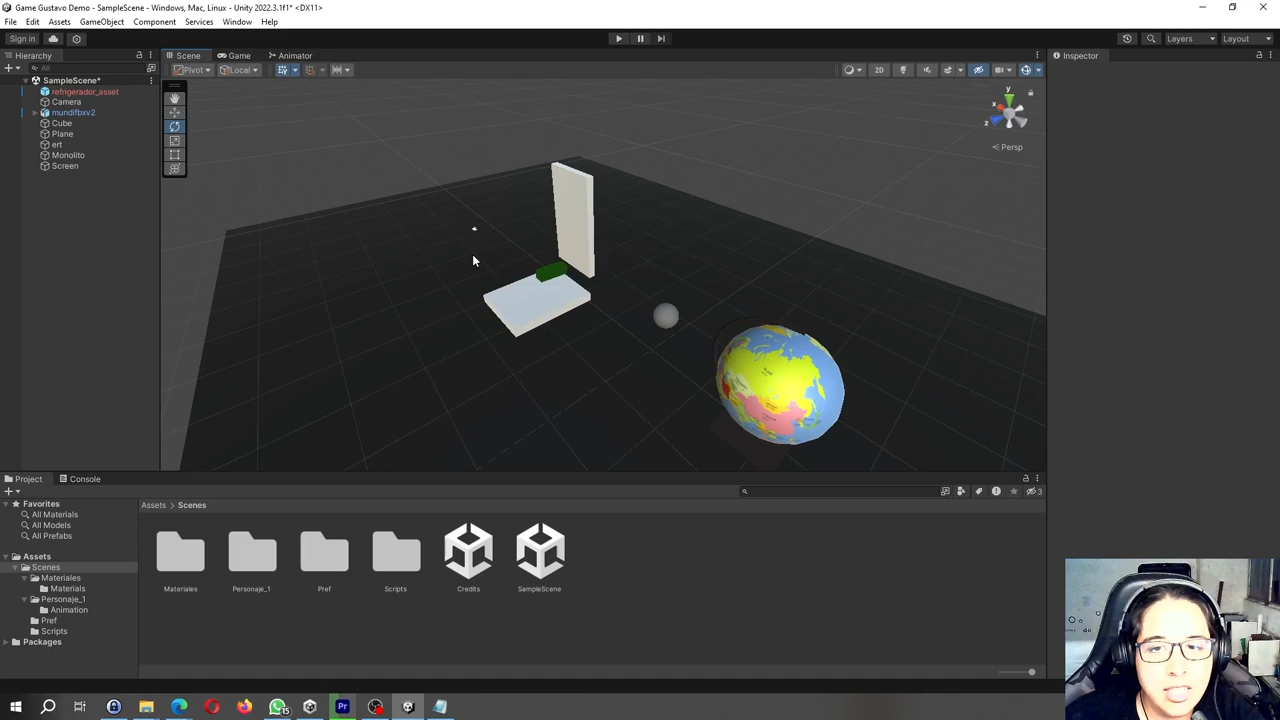 Game Gustavo Demo - SampleScene - Windows, Mac, Linux - Unity 2022.3.1f1* <DX11>
File Edit Assets GameObject Component Services Window Help
Sign in
Layers
Layout
Hierarchy
Scene
Game
Animator
Inspector
All
Pivot
Local
2D
SampleScene*
refrigerador_asset
Camera
mundifbxv2
Cube
Plane
ert
Monolito
Screen
y
x
z
Persp
Project
Console
3
Favorites
All Materials
All Models
All Prefabs
Assets
Scenes
Materiales
Materials
Personaje_1
Animation
Pref
Scripts
Packages
Assets > Scenes
Materiales
Personaje_1
Pref
Scripts
Credits
SampleScene
15
Pr